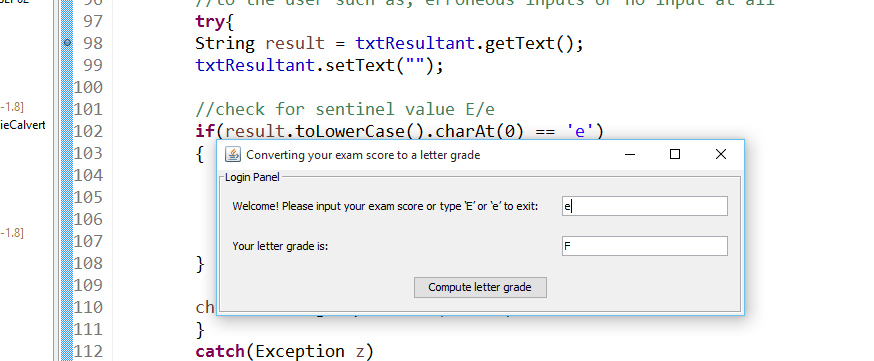 //to the user such as, erroneous inputs or no input at all
97 try{
98 String result = txtResultant.getText();
99 txtResultant.setText("");
100
101 //check for sentinel value E/e
-1.8]
ieCalvert
102 if(result.toLowerCase().charAt(0) == 'e')
103 {
Converting your exam score to a letter grade
104
Login Panel
105
Welcome! Please input your exam score or type 'E' or 'e' to exit: e
106
-1.8]
107
Your letter grade is: F
108 }
109
Compute letter grade
110 ch
111 }
112 catch(Exception z)